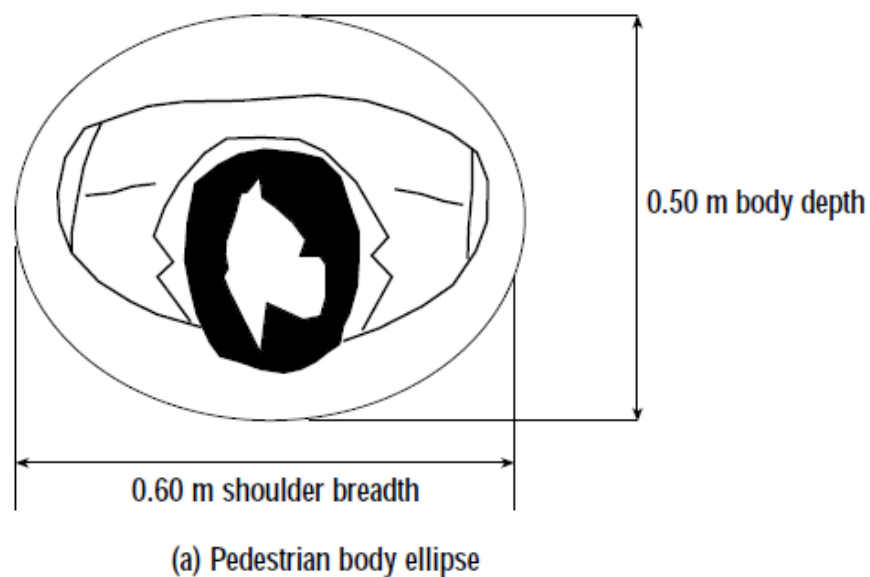 0.50 m body depth
0.60 m shoulder breadth
(a) Pedestrian body ellipse